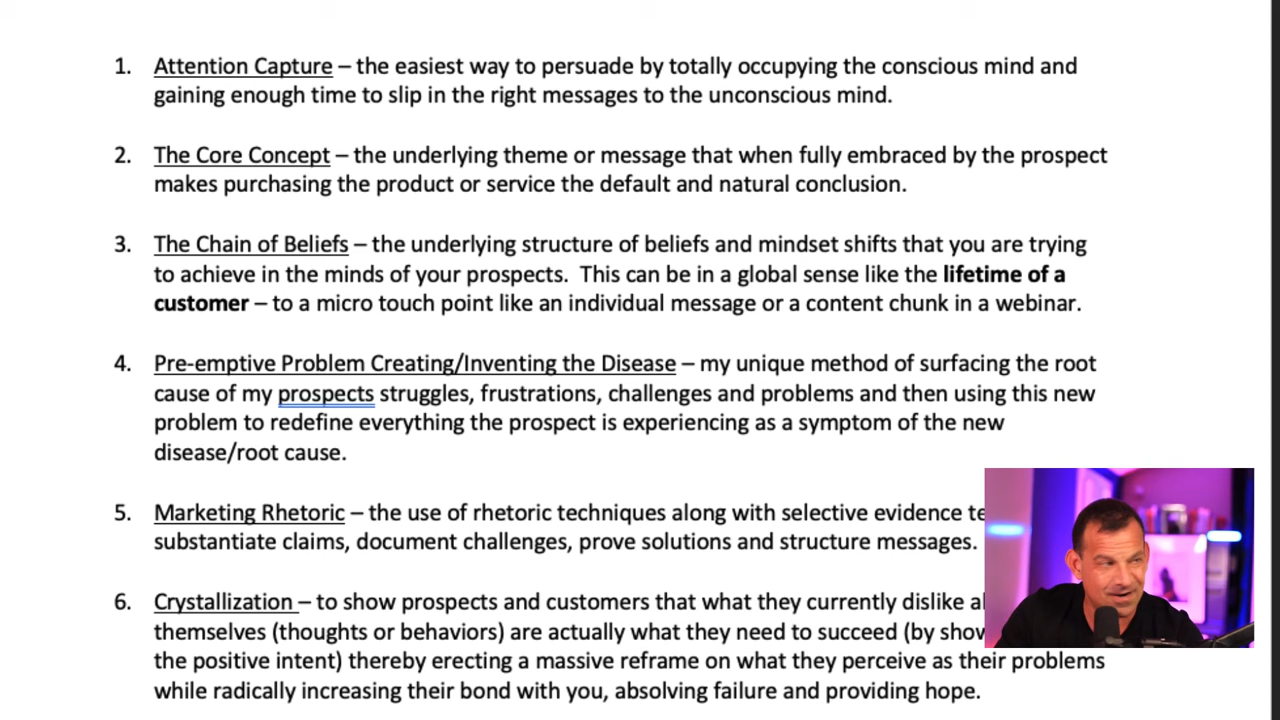 1. Attention Capture – the easiest way to persuade by totally occupying the conscious mind and
gaining enough time to slip in the right messages to the unconscious mind.
2. The Core Concept – the underlying theme or message that when fully embraced by the prospect
makes purchasing the product or service the default and natural conclusion.
3. The Chain of Beliefs – the underlying structure of beliefs and mindset shifts that you are trying
to achieve in the minds of your prospects. This can be in a global sense like the lifetime of a
customer – to a micro touch point like an individual message or a content chunk in a webinar.
4. Pre-emptive Problem Creating/Inventing the Disease – my unique method of surfacing the root
cause of my prospects struggles, frustrations, challenges and problems and then using this new
problem to redefine everything the prospect is experiencing as a symptom of the new
disease/root cause.
5. Marketing Rhetoric – the use of rhetoric techniques along with selective evidence
substantiate claims, document challenges, prove solutions and structure messages.
6. Crystallization – to show prospects and customers that what they currently dislike
themselves (thoughts or behaviors) are actually what they need to succeed (by
the positive intent) thereby erecting a massive reframe on what they perceive as their problems
while radically increasing their bond with you, absolving failure and providing hope.